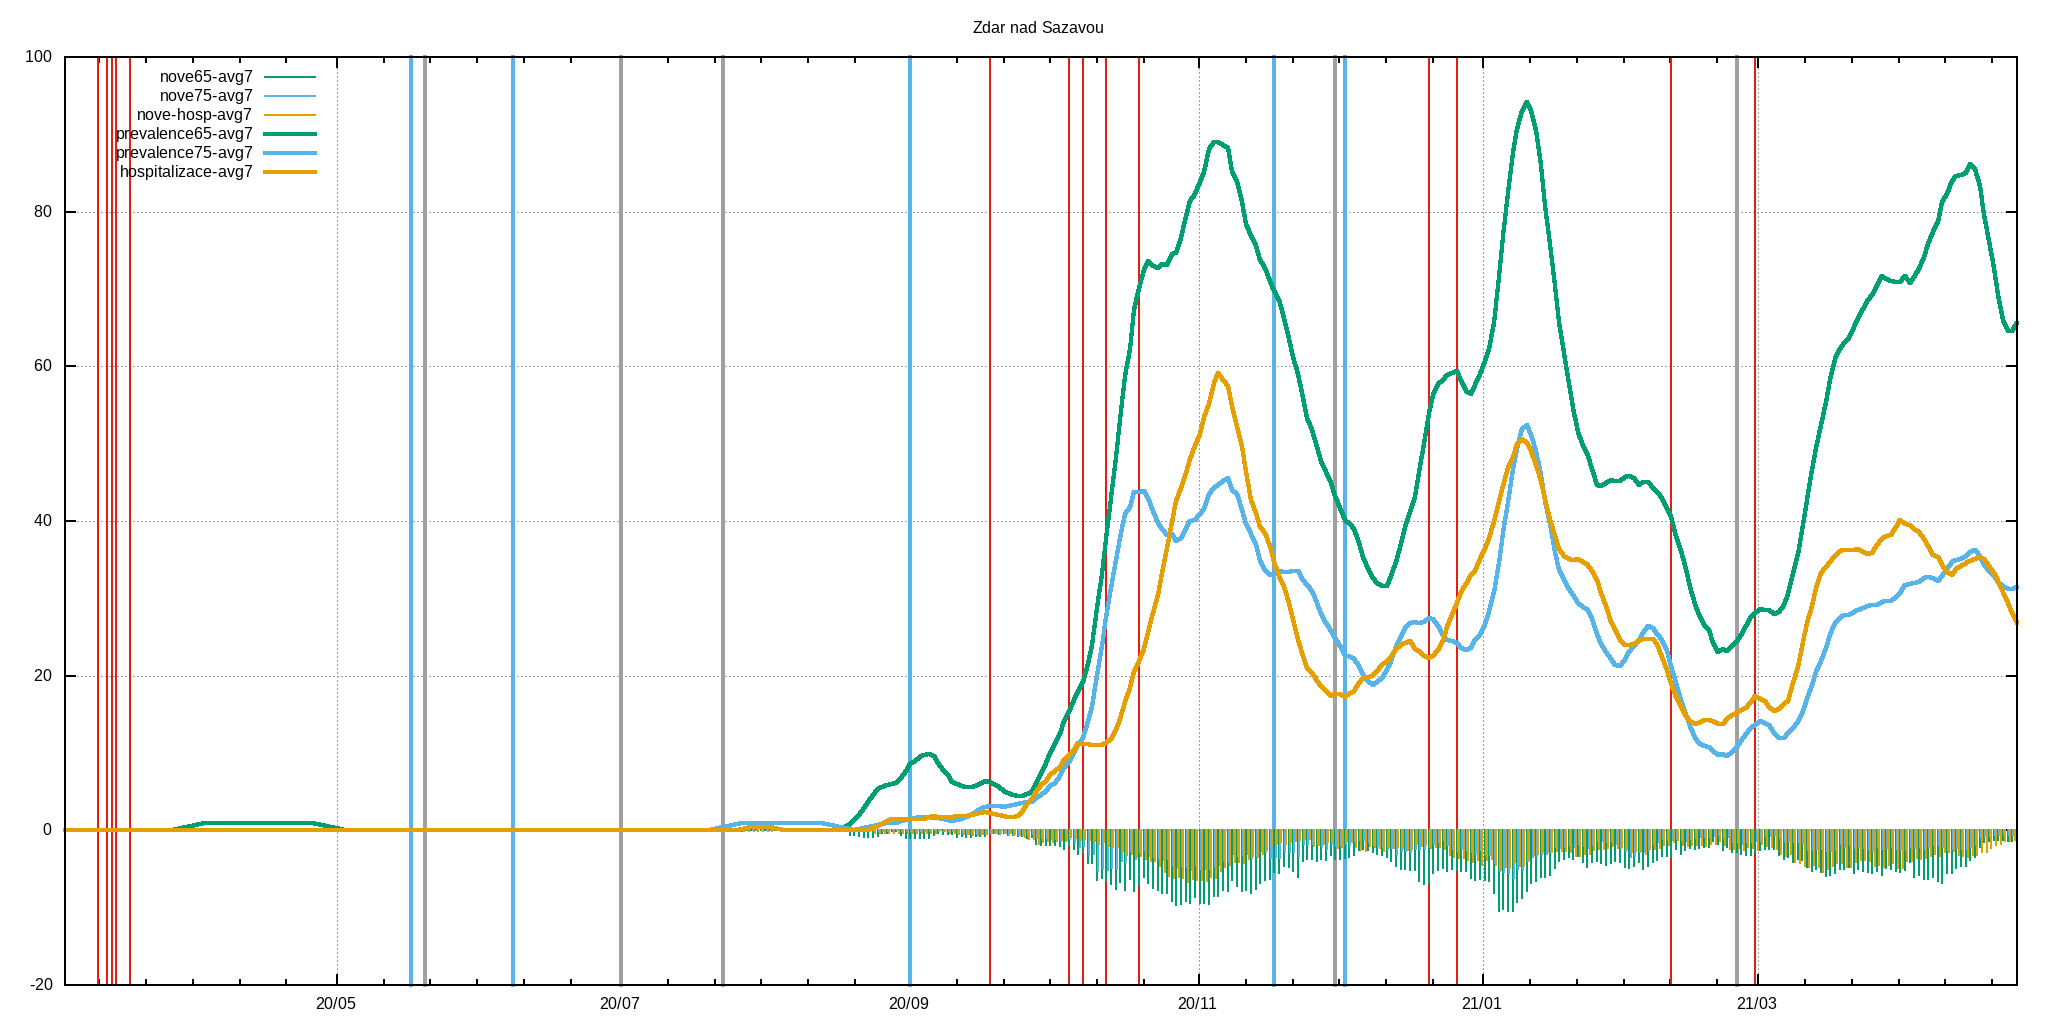 Zdar nad Sazavou
100
80
60
40
20
0
-20
nove65-avg7
nove75-avg7
nove-hosp-avg7
prevalence65-avg7
prevalence75-avg7
hospitalizace-avg7
20/05 20/07 20/09 20/11 21/01 21/03